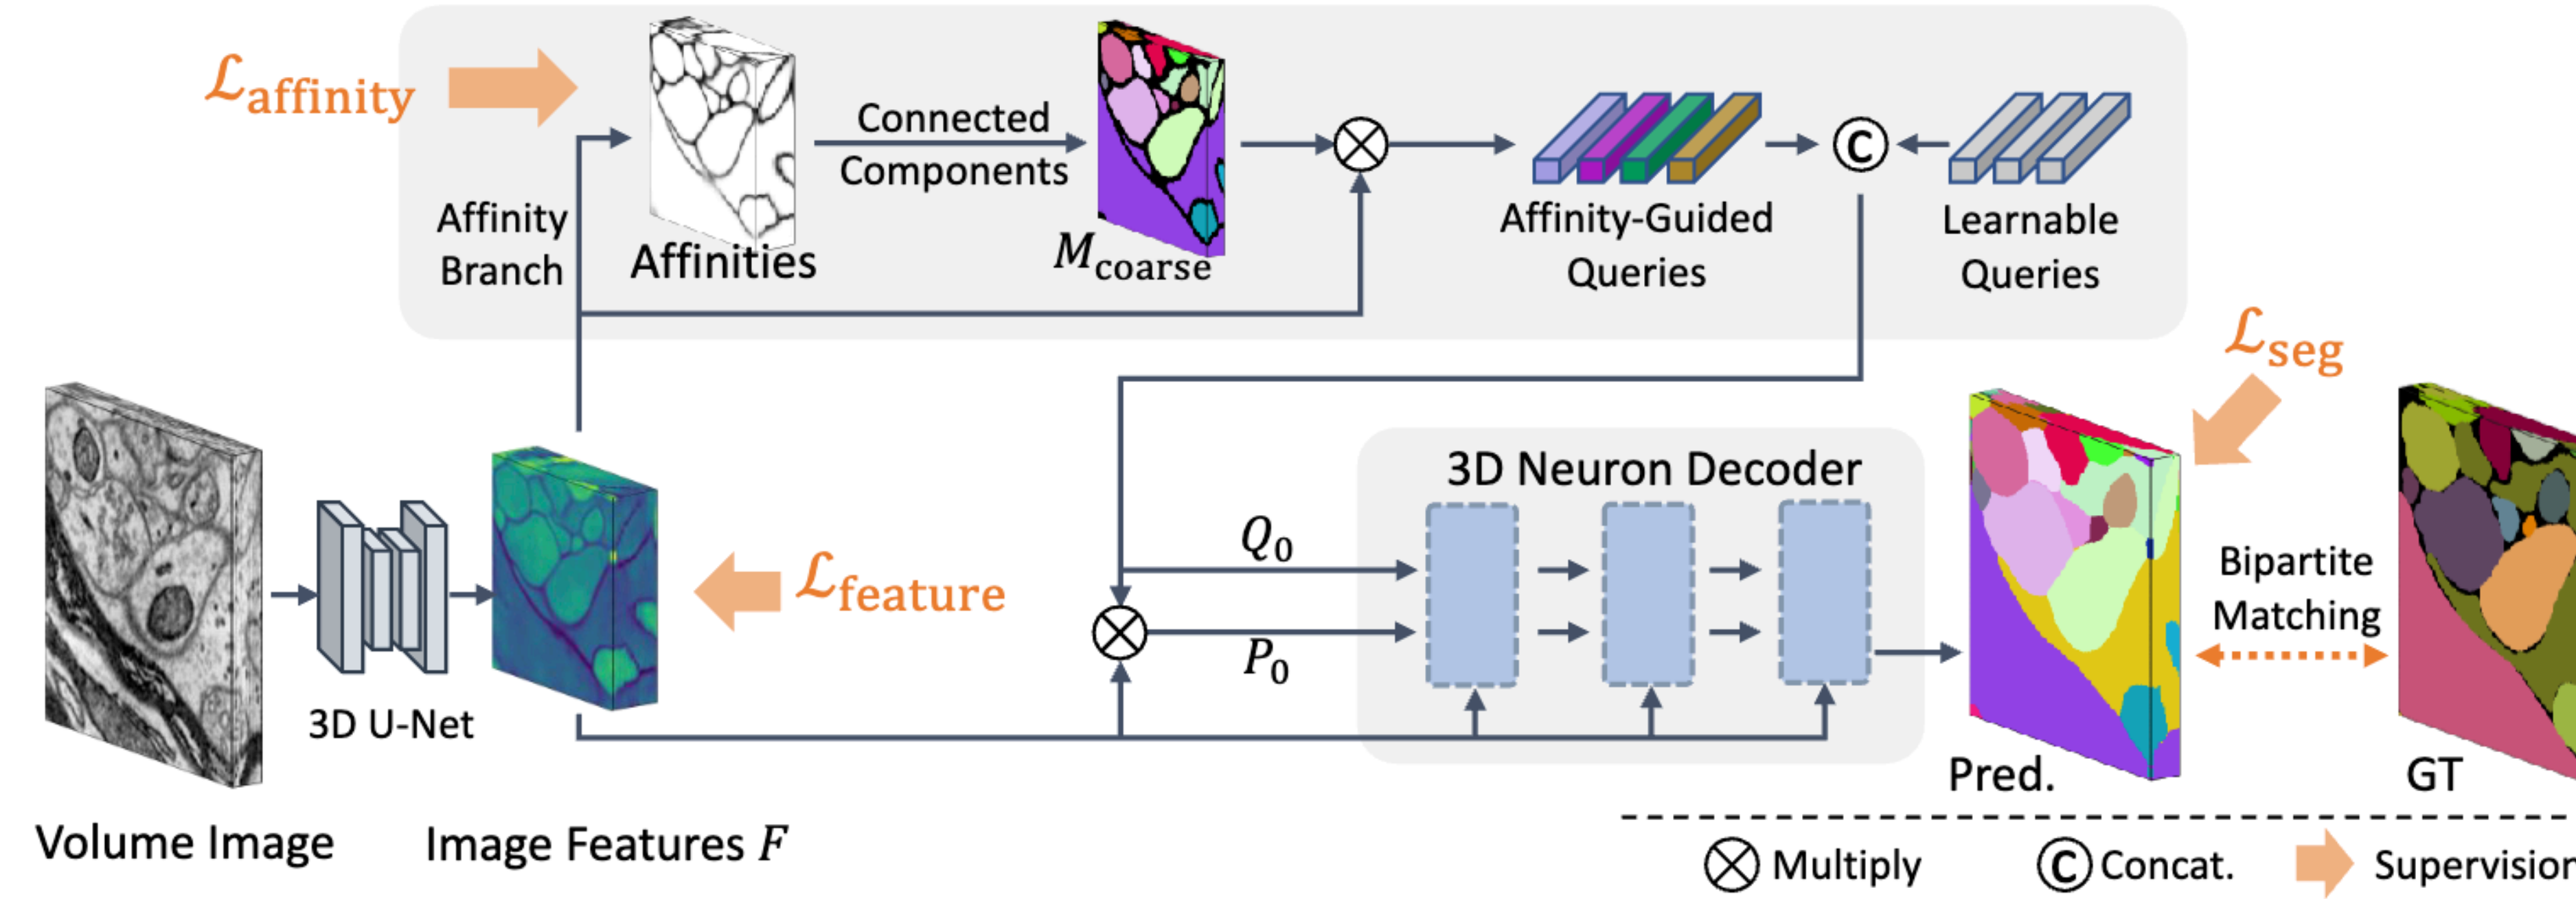 ℒaffinity
Affinity
Branch
Affinities
Connected
Components
Mcoarse
Affinity-Guided
Queries
C
Learnable
Queries
ℒseg
3D U-Net
ℒfeature
Q0
P0
3D Neuron Decoder
Bipartite
Matching
Pred.
GT
Volume Image
Image Features F
Multiply
C Concat.
Supervision